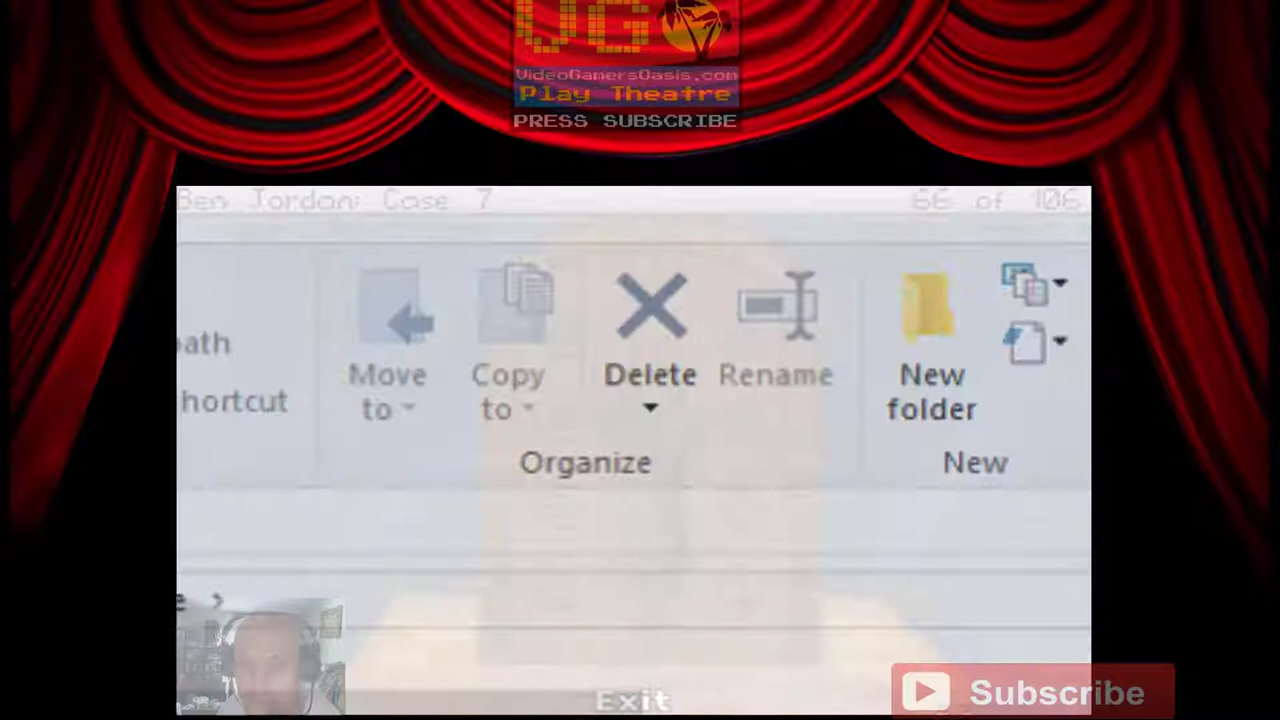 VG
VideoGamersOasis.com
Play Theatre
PRESS SUBSCRIBE
Ben Jordan: Case 7
66 of 106
ath
hortcut
Move
to
Copy
to
Delete
Rename
New
folder
Organize
New
Exit
Subscribe